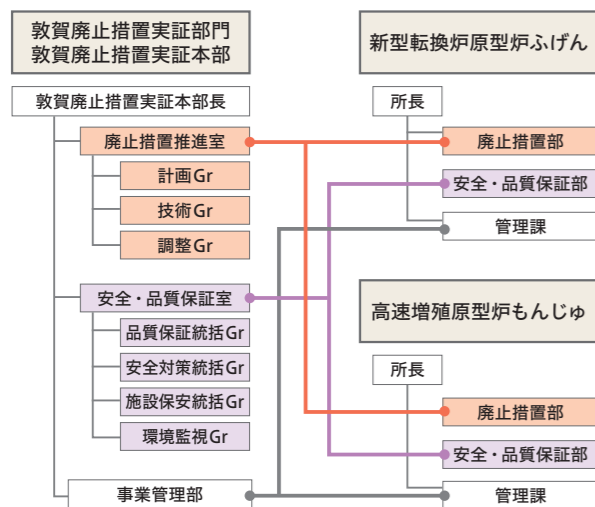 敦賀廃止措置実証部門
敦賀廃止措置実証本部
敦賀廃止措置実証本部長
廃止措置推進室
計画Gr
技術Gr
調整Gr
安全・品質保証室
品質保証統括Gr
安全対策統括Gr
施設保安統括Gr
環境監視Gr
事業管理部
新型転換炉原型炉ふげん
所長
廃止措置部
安全・品質保証部
管理課
高速増殖原型炉もんじゅ
所長
廃止措置部
安全・品質保証部
管理課